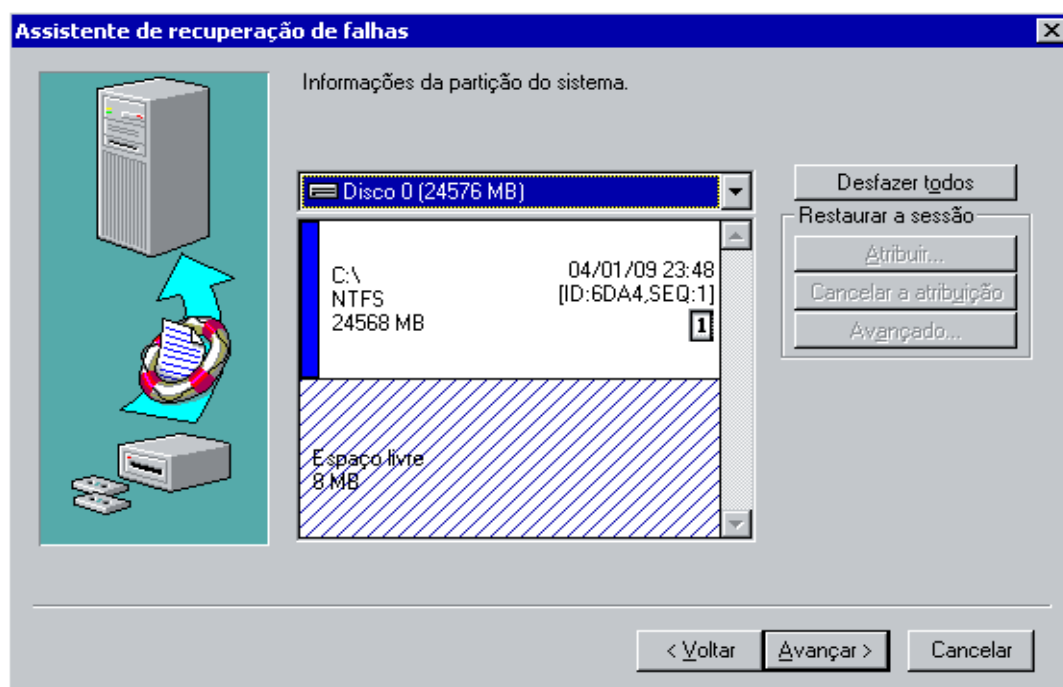 Assistente de recuperação de falhas
Informações da partição do sistema.
Disco 0 (24576 MB)
C:\
NTFS
24568 MB
04/01/09 23:48
[ID:6DA4,SEQ:1]
1
Espaço livre
8 MB
Desfazer todos
Restaurar a sessão
Atribuir...
Cancelar a atribuição
Avançado...
< Voltar
Avançar >
Cancelar